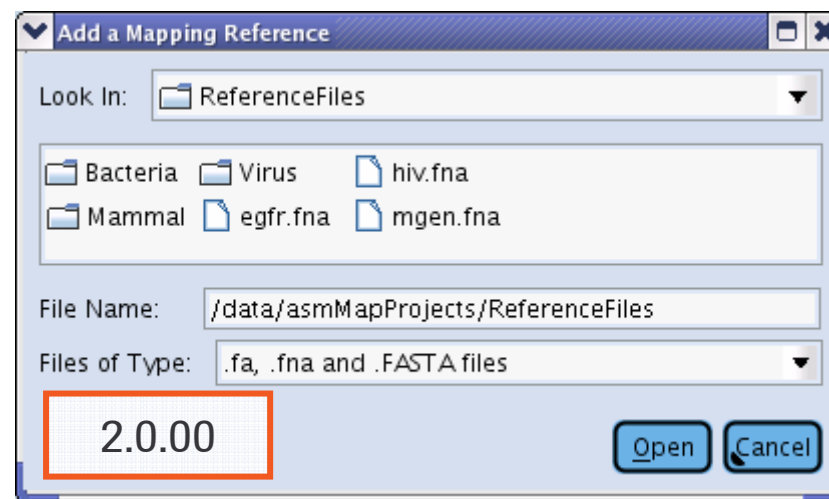 Add a Mapping Reference
Look In: ReferenceFiles
Bacteria Virus hiv.fna
Mammal egfr.fna mgen.fna
File Name: /data/asmMapProjects/ReferenceFiles
Files of Type: .fa, .fna and .FASTA files
2.0.00
Open Cancel